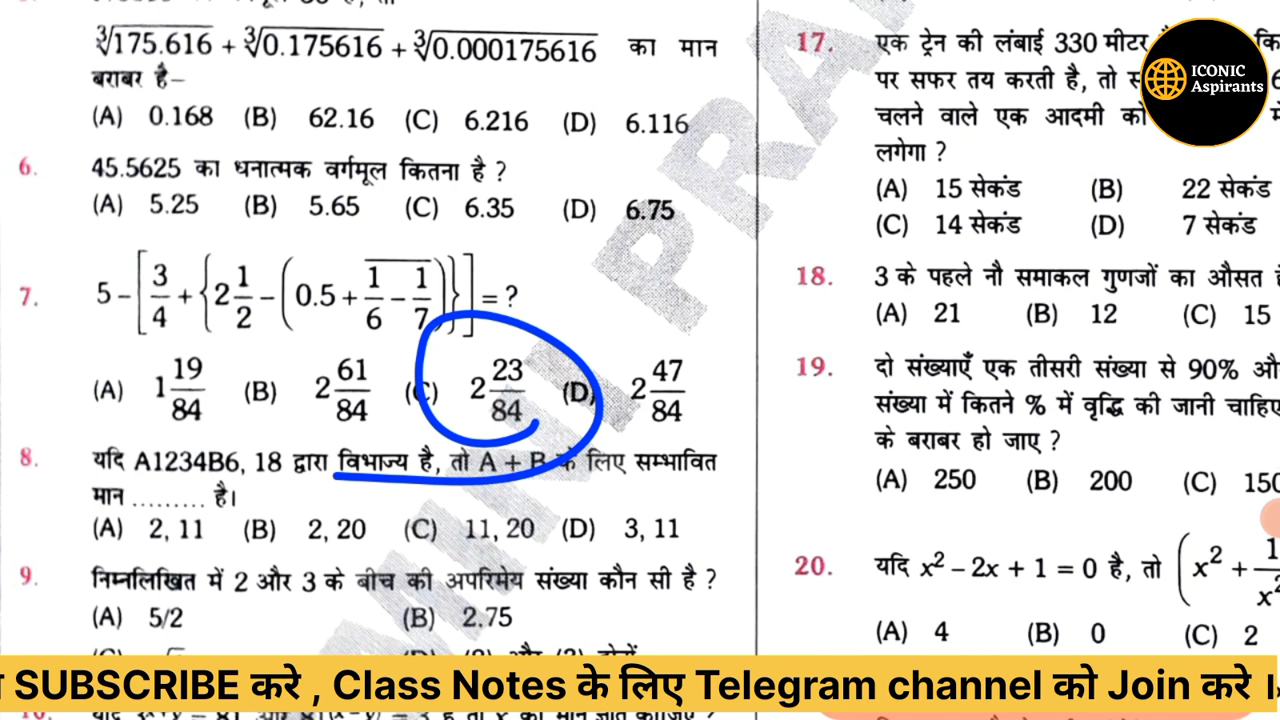 ∛175.616 + ∛0.175616 + ∛0.000175616 का मान
बराबर है–
(A) 0.168 (B) 62.16 (C) 6.216 (D) 6.116
6. 45.5625 का धनात्मक वर्गमूल कितना है ?
(A) 5.25 (B) 5.65 (C) 6.35 (D) 6.75
7. 5 – [3/4 + {2 1/2 – (0.5 + 1/6 – 1/7)}] = ?
(A) 1 19/84 (B) 2 61/84 (C) 2 23/84 (D) 2 47/84
8. यदि A1234B6, 18 द्वारा विभाज्य है, तो A + B के लिए सम्भावित
मान ......... है।
(A) 2, 11 (B) 2, 20 (C) 11, 20 (D) 3, 11
9. निम्नलिखित में 2 और 3 के बीच की अपरिमेय संख्या कौन सी है ?
(A) 5/2 (B) 2.75
17. एक ट्रेन की लंबाई 330 मीटर
पर सफर तय करती है, तो
चलने वाले एक आदमी को
लगेगा ?
(A) 15 सेकंड (B) 22 सेकंड
(C) 14 सेकंड (D) 7 सेकंड
18. 3 के पहले नौ समाकल गुणजों का औसत
(A) 21 (B) 12 (C) 15
19. दो संख्याएँ एक तीसरी संख्या से 90%
संख्या में कितने % में वृद्धि की जानी चाहिए
के बराबर हो जाए ?
(A) 250 (B) 200 (C) 150
20. यदि x² – 2x + 1 = 0 है, तो (x² + 1/x²
(A) 4 (B) 0 (C) 2
ICONIC
Aspirants
SUBSCRIBE करे , Class Notes के लिए Telegram channel को Join करे ।